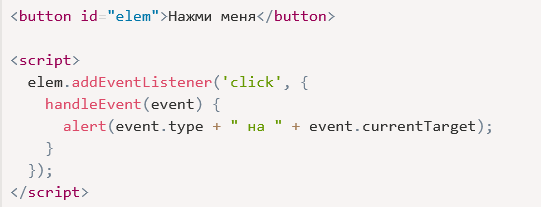 <button id="elem">Нажми меня</button>

<script>
  elem.addEventListener('click', {
    handleEvent(event) {
      alert(event.type + " на " + event.currentTarget);
    }
  });
</script>